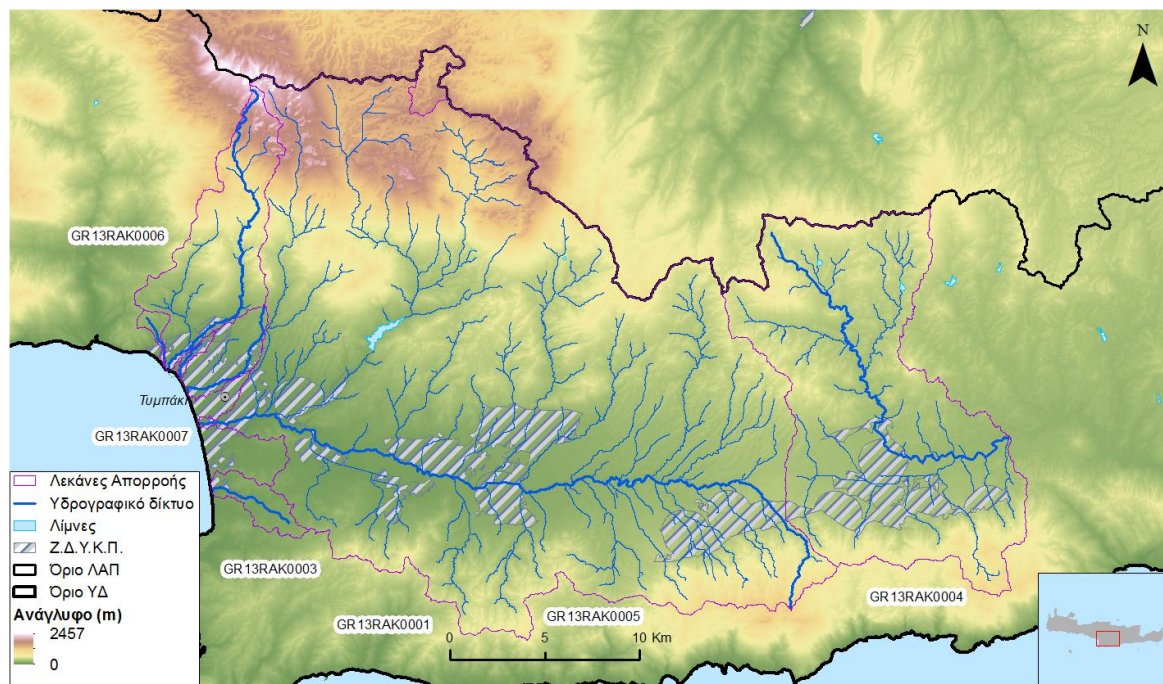 N
GR13RAK0006
Τυμπάκι
GR13RAK0007
Λεκάνες Απορροής
Υδρογραφικό δίκτυο
Λίμνες
Ζ.Δ.Υ.Κ.Π.
Όριο ΛΑΠ
Όριο ΥΔ
Ανάγλυφο (m)
2457
0
GR13RAK0003
GR13RAK0001
GR13RAK0005
GR13RAK0004
0 5 10 Km